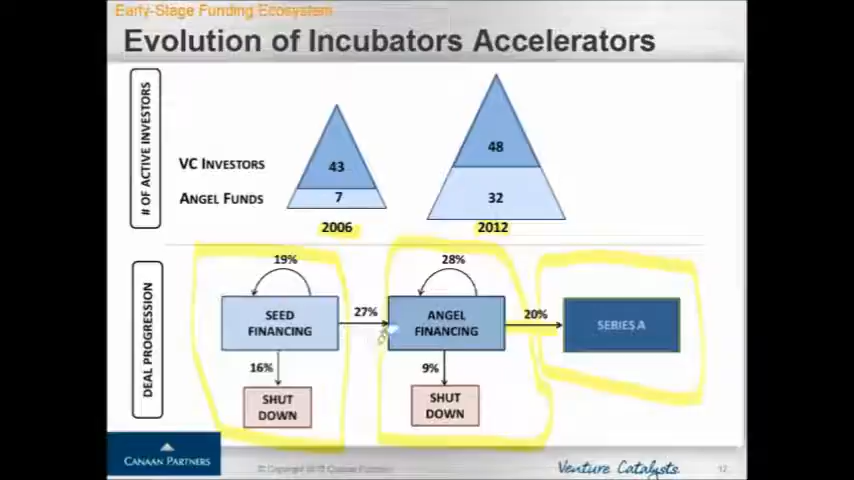 Early-Stage Funding Ecosystem
Evolution of Incubators Accelerators
# OF ACTIVE INVESTORS
VC INVESTORS
43
48
ANGEL FUNDS
7
32
2006
2012
DEAL PROGRESSION
19%
28%
SEED
FINANCING
27%
ANGEL
FINANCING
20%
SERIES A
16%
9%
SHUT
DOWN
SHUT
DOWN
CANAAN PARTNERS
Canaan Partners
Venture Catalysts